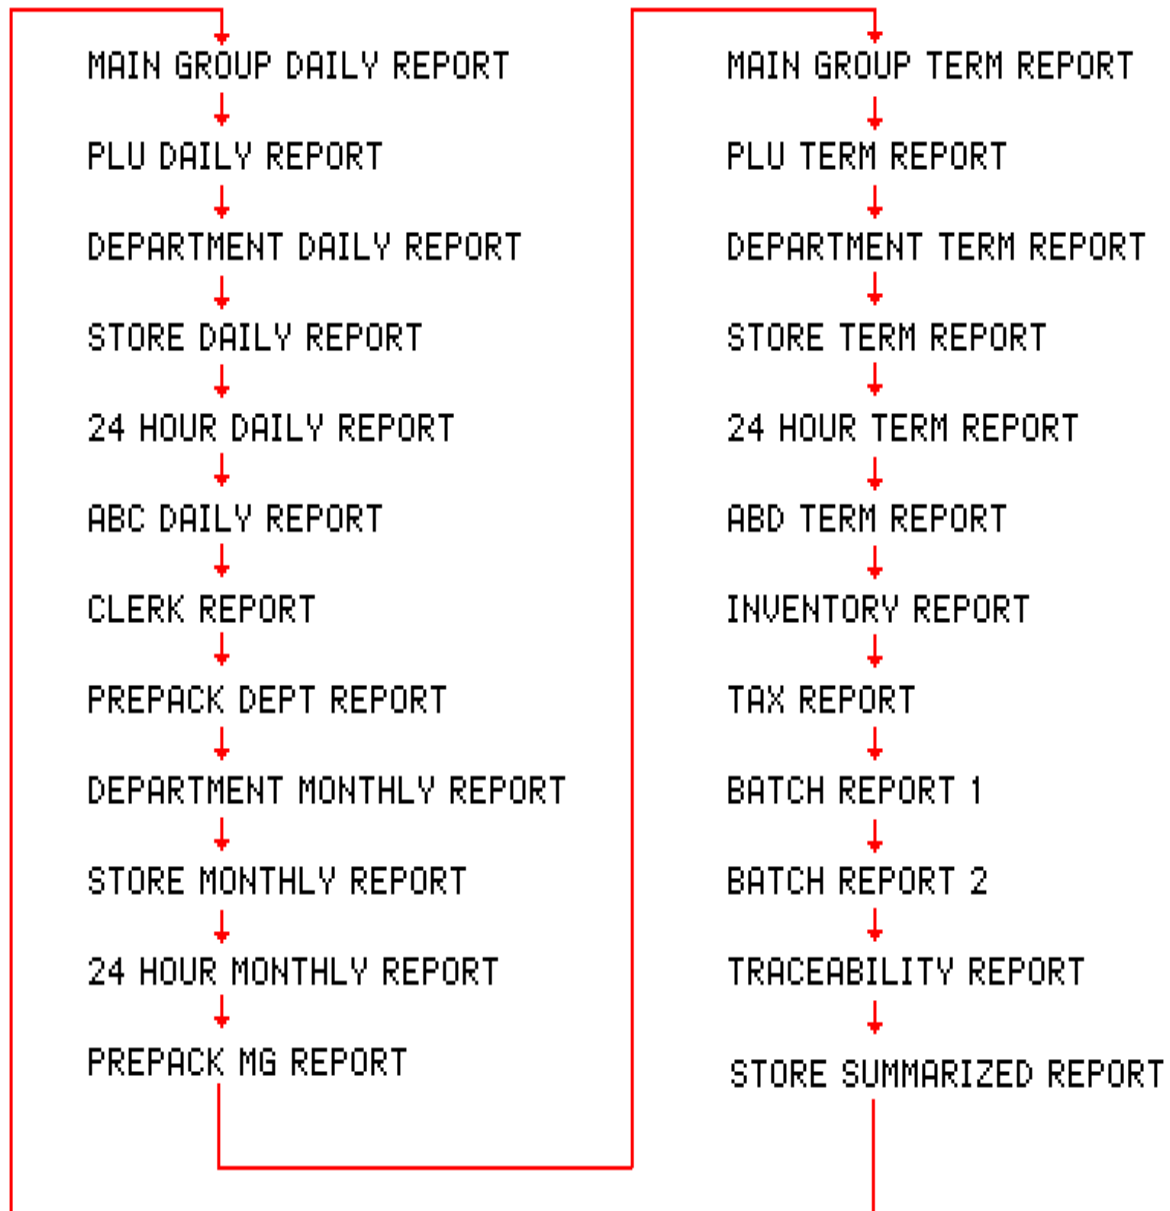 MAIN GROUP DAILY REPORT
PLU DAILY REPORT
DEPARTMENT DAILY REPORT
STORE DAILY REPORT
24 HOUR DAILY REPORT
ABC DAILY REPORT
CLERK REPORT
PREPACK DEPT REPORT
DEPARTMENT MONTHLY REPORT
STORE MONTHLY REPORT
24 HOUR MONTHLY REPORT
PREPACK MG REPORT
MAIN GROUP TERM REPORT
PLU TERM REPORT
DEPARTMENT TERM REPORT
STORE TERM REPORT
24 HOUR TERM REPORT
ABD TERM REPORT
INVENTORY REPORT
TAX REPORT
BATCH REPORT 1
BATCH REPORT 2
TRACEABILITY REPORT
STORE SUMMARIZED REPORT